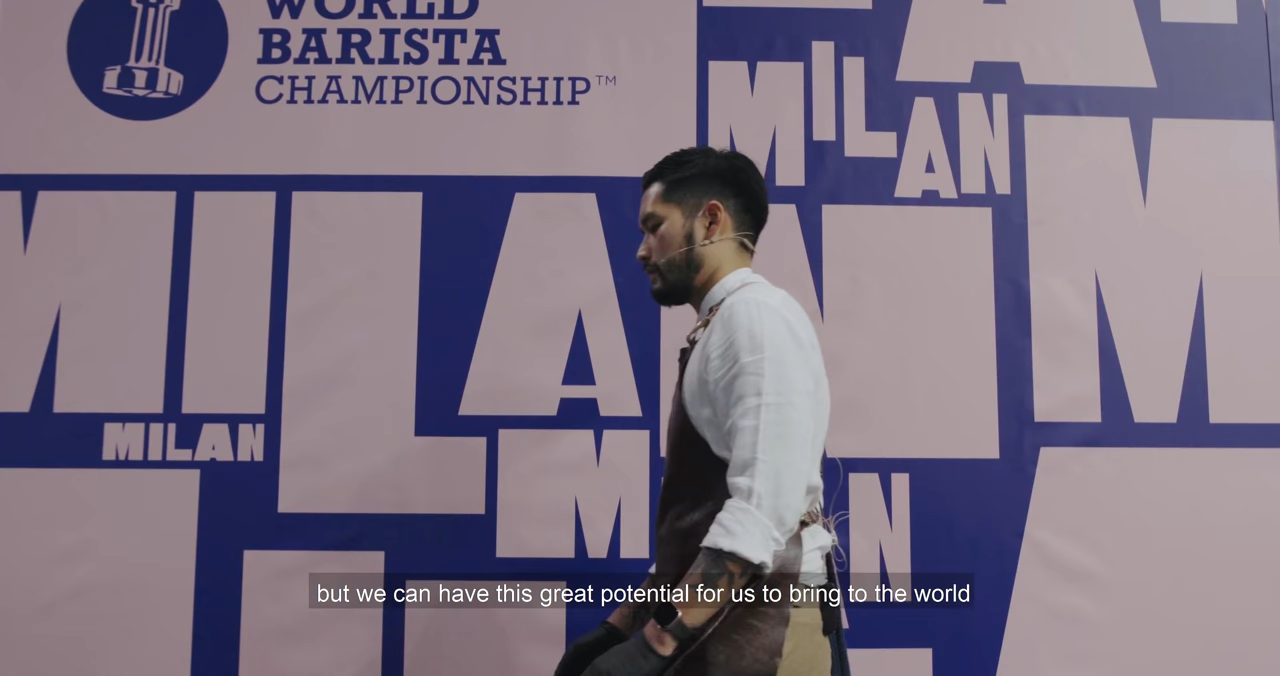 WORLD
BARISTA
CHAMPIONSHIP™
MILAN
MILAN
MILAN
but we can have this great potential for us to bring to the world